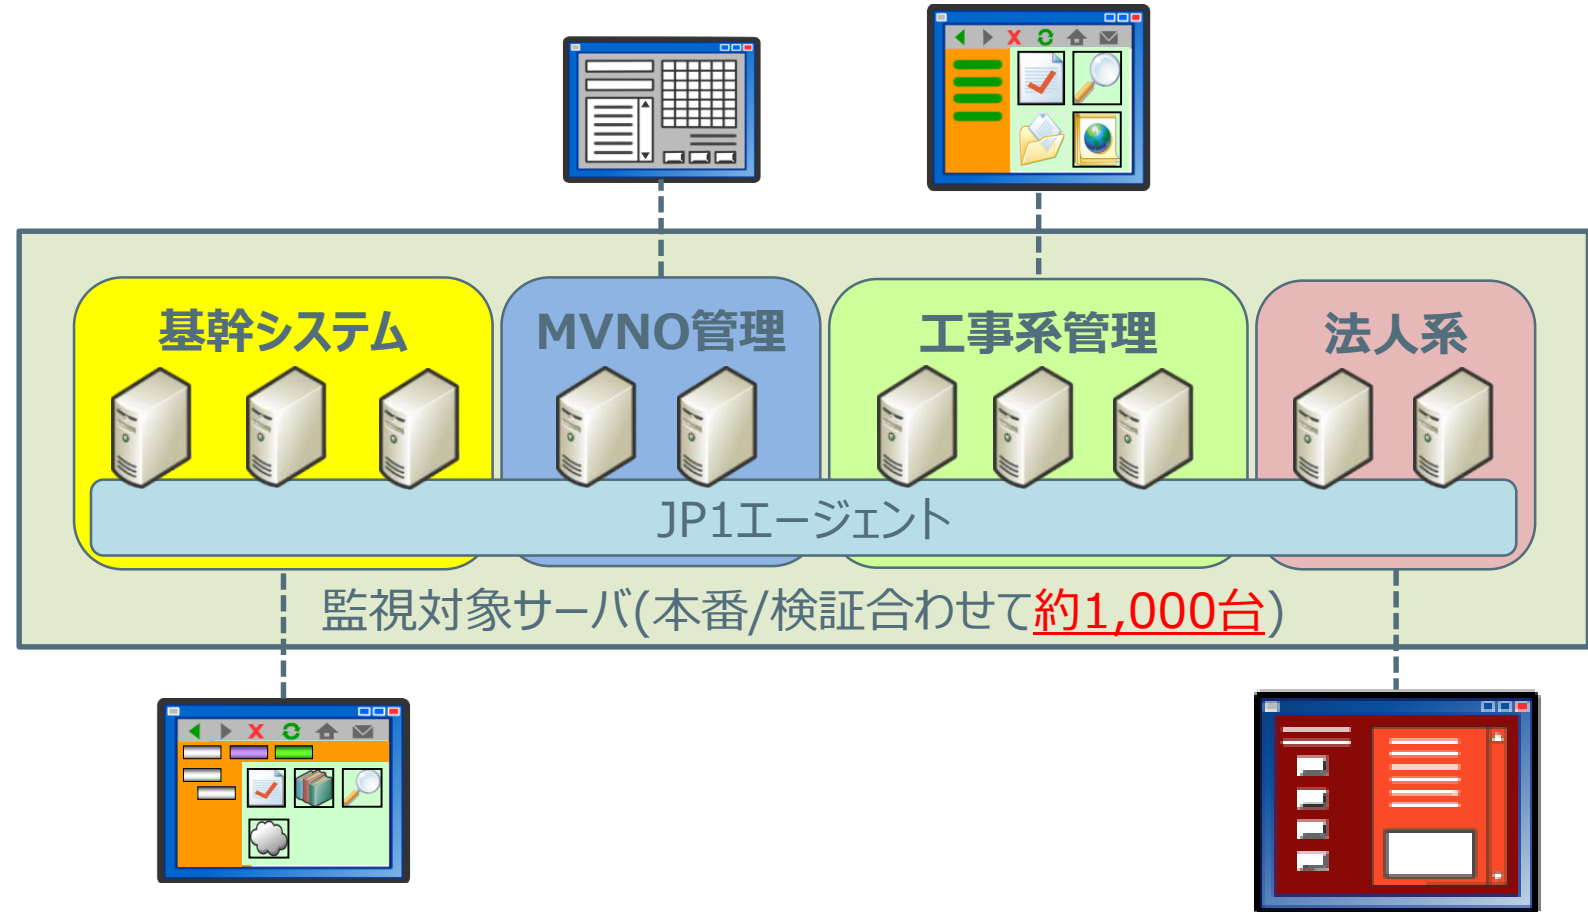 基幹システム
MVNO管理
工事系管理
法人系
JP1エージェント
監視対象サーバ(本番/検証合わせて約1,000台)